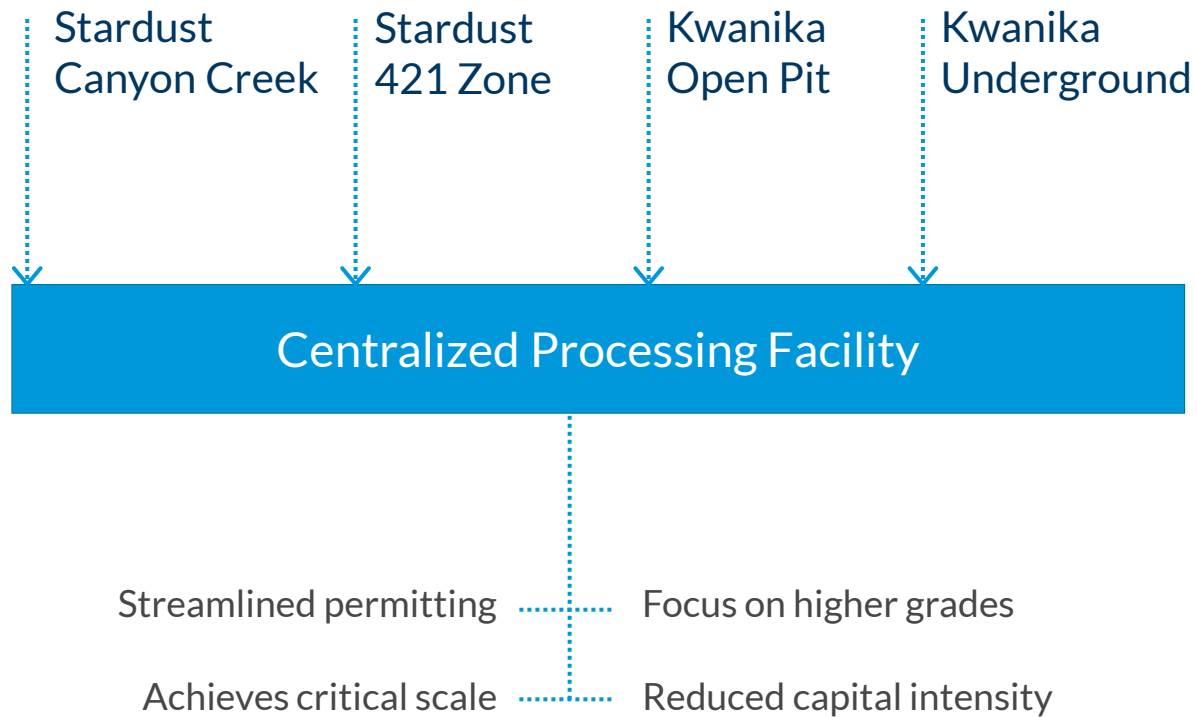 Stardust
Canyon Creek
Stardust
421 Zone
Kwanika
Open Pit
Kwanika
Underground
Centralized Processing Facility
Streamlined permitting
Focus on higher grades
Achieves critical scale
Reduced capital intensity